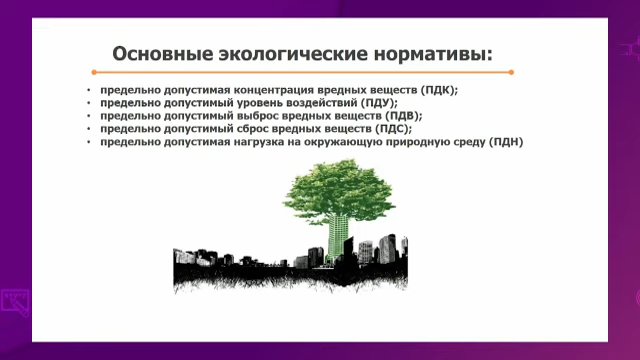 Основные экологические нормативы:
• предельно допустимая концентрация вредных веществ (ПДК);
• предельно допустимый уровень воздействий (ПДУ);
• предельно допустимый выброс вредных веществ (ПДВ);
• предельно допустимый сброс вредных веществ (ПДС);
• предельно допустимая нагрузка на окружающую природную среду (ПДН)